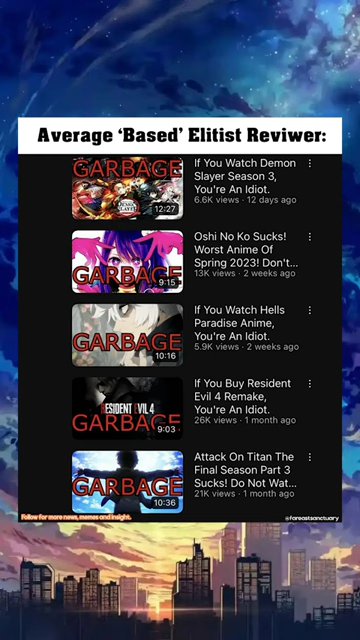 Average ‘Based’ Elitist Reviwer:
GARBAGE
12:27
If You Watch Demon
Slayer Season 3,
You're An Idiot.
6.6K views · 12 days ago
GARBAGE
9:15
Oshi No Ko Sucks!
Worst Anime Of
Spring 2023! Don't...
13K views · 2 weeks ago
GARBAGE
10:16
If You Watch Hells
Paradise Anime,
You're An Idiot.
5.9K views · 2 weeks ago
RESIDENT EVIL 4
GARBAGE
9:03
If You Buy Resident
Evil 4 Remake,
You're An Idiot.
26K views · 1 month ago
GARBAGE
10:36
Attack On Titan The
Final Season Part 3
Sucks! Do Not Wat...
21K views · 1 month ago
Follow for more news, memes and insight.
@fareastsanctuary